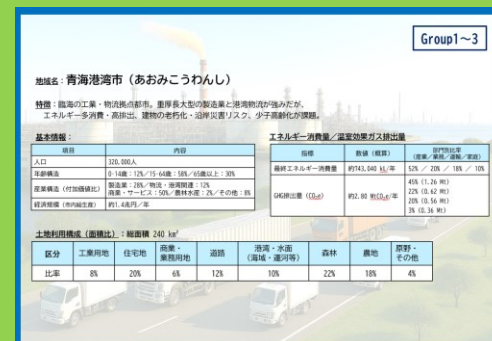 Group1～3
地域名：青海港湾市（あおみこうわんし）
特徴：臨海の工業・物流拠点都市。重厚長大型の製造業と港湾物流が強みだが、
エネルギー多消費・高排出、建物の老朽化・沿岸災害リスク、少子高齢化が課題。
基本情報：
項目 内容
人口 320,000人
年齢構造 0-14歳：12%／15-64歳：58%／65歳以上：30%
産業構造（付加価値比） 製造業：28%／物流・港湾関連：12%
商業・サービス：50%／農林水産：2%／その他：8%
経済規模（市内総生産） 約1.4兆円／年
エネルギー消費量／温室効果ガス排出量
指標 数値（概算） 部門別比率
（産業／業務／運輸／家庭）
最終エネルギー消費量 約743,040 kL/年 52% / 20% / 18% / 10%
GHG排出量（CO₂e） 約2.80 MtCO₂e/年 45% (1.26 Mt)
22% (0.62 Mt)
20% (0.56 Mt)
3% (0.36 Mt)
土地利用構成（面積比）：総面積 240 km²
区分 工業用地 住宅地 商業・業務用地 道路 港湾・水面（海域・運河等） 森林 農地 原野・その他
比率 8% 20% 6% 12% 10% 22% 18% 4%